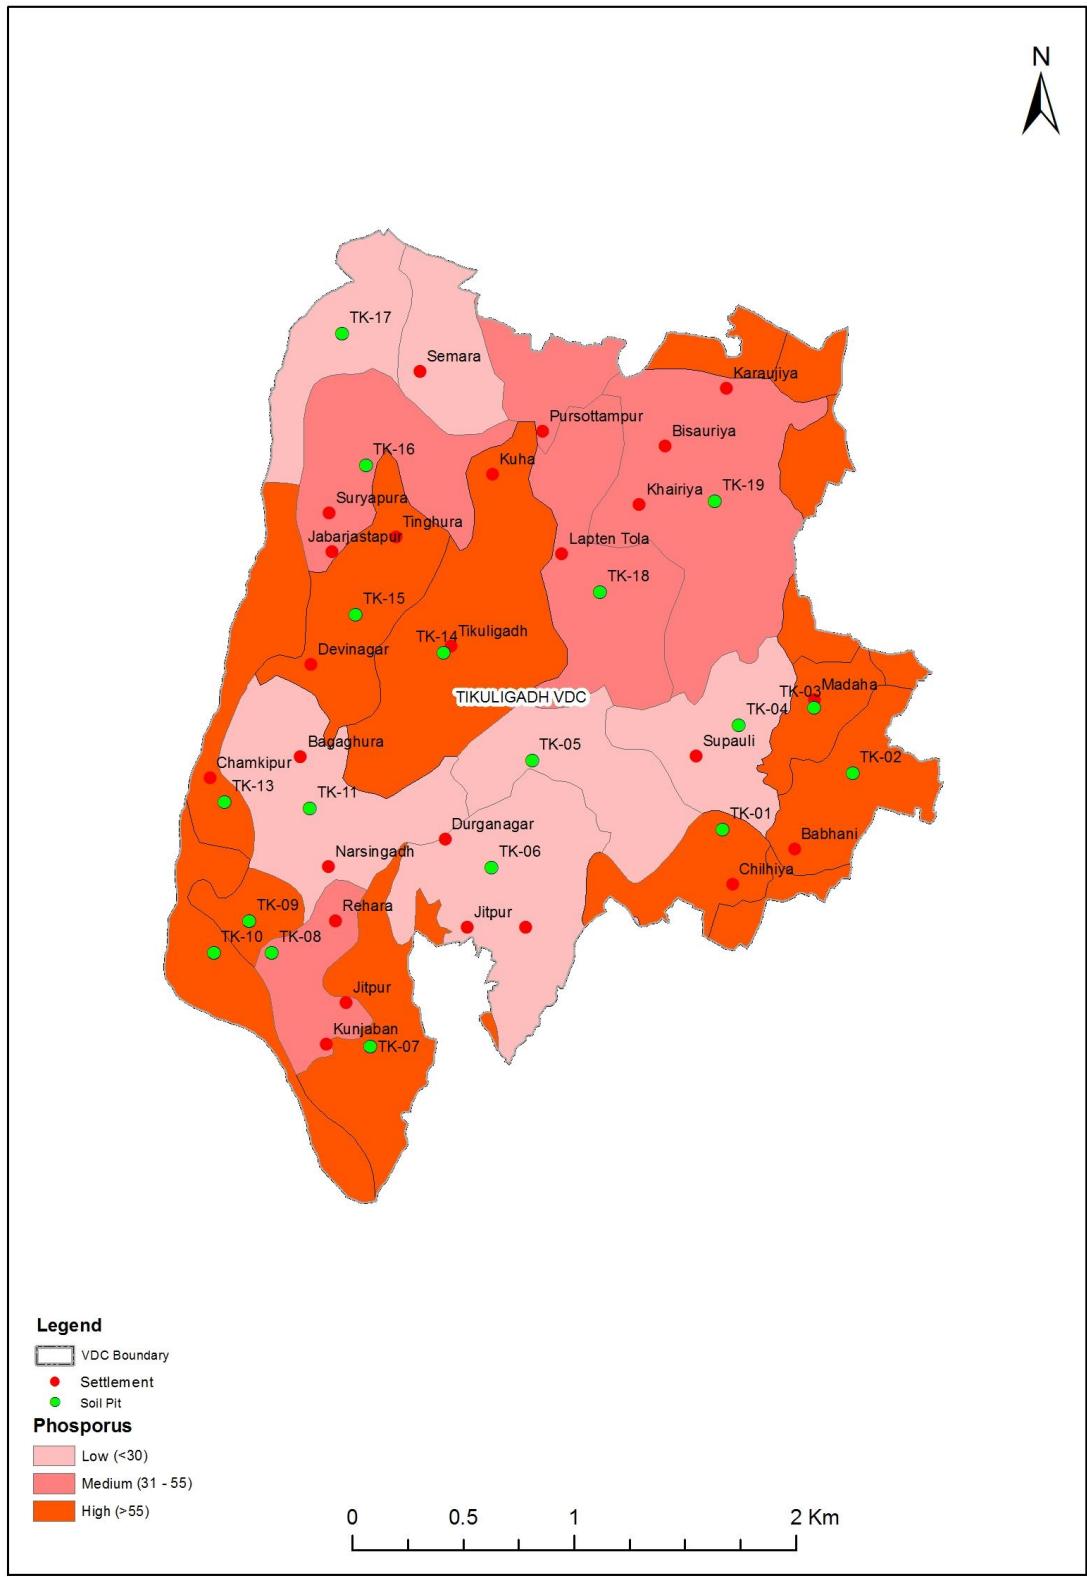 N
TK-17
Semara
Karaujiya
Pursottampur
Bisauriya
TK-16
Kuha
Suryapura
Khairiya
TK-19
Tinghura
Jabarjastapur
Lapten Tola
TK-18
TK-15
TK-14
Tikuligadh
Devinagar
TIKULIGADH VDC
Madaha
TK-03
TK-04
Supauli
TK-05
Bagaghura
TK-02
Chamkipur
TK-13
TK-11
TK-01
Durganagar
Babhani
Narsingadh
TK-06
Chilhiya
TK-09
Rehara
Jitpur
TK-10
TK-08
Jitpur
Kunjaban
TK-07
Legend
VDC Boundary
Settlement
Soil Pit
Phosporus
Low (<30)
Medium (31 - 55)
High (>55)
0 0.5 1 2 Km